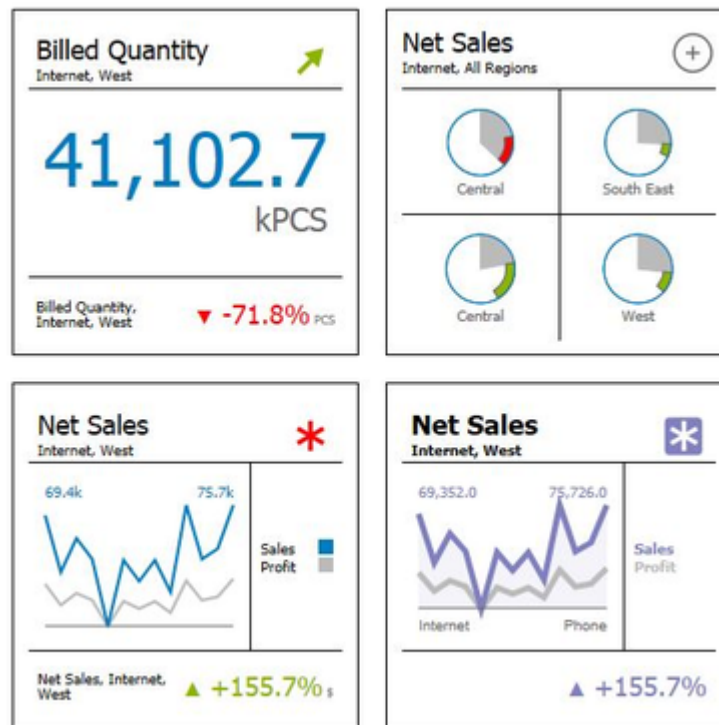 Billed Quantity
Internet, West
41,102.7
kPCS
Billed Quantity,
Internet, West
▼ -71.8% PCS
Net Sales
Internet, All Regions
Central
South East
Central
West
Net Sales
Internet, West
69.4k 75.7k
Sales
Profit
Net Sales, Internet,
West
▲ +155.7% $
Net Sales
Internet, West
69,352.0 75,726.0
Sales
Profit
Internet Phone
▲ +155.7%